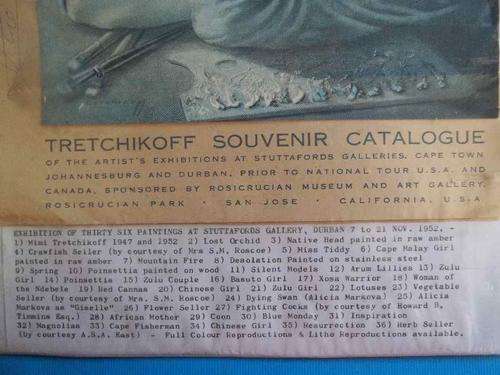 TRETCHIKOFF SOUVENIR CATALOGUE
OF THE ARTIST'S EXHIBITIONS AT STUTTAFORDS GALLERIES, CAPE TOWN,
JOHANNESBURG AND DURBAN, PRIOR TO NATIONAL TOUR U.S.A. AND
CANADA, SPONSORED BY ROSICRUCIAN MUSEUM AND ART GALLERY,
ROSICRUCIAN PARK · SAN JOSE · CALIFORNIA, U.S.A
EXHIBITION OF THIRTY SIX PAINTINGS AT STUTTAFORDS GALLERY, DURBAN 7 to 21 NOV. 1952, -
1) Mimi Tretchikoff 1947 and 1952 2) Lost Orchid 3) Native Head painted in raw amber
4) Crawfish Seller (by courtesy of Mrs S.M. Roscoe) 5) Miss Tiddy 6) Cape Malay Girl
painted in raw amber 7) Mountain Fire 8) Desolation Painted on stainless steel
9) Spring 10) Poinsettia painted on wood 11) Silent Models 12) Arum Lillies 13) Zulu
Girl 14) Poinsettia 15) Zulu Couple 16) Basuto Girl 17) Xosa Warrior 18) Woman of
the Ndebele 19) Red Cannas 20) Chinese Girl 21) Zulu Girl 22) Lotuses 23) Vegetable
Seller (by courtesy of Mrs. S.M. Roscoe) 24) Dying Swan (Alicia Markova) 25) Alicia
Markova as "Giselle" 26) Flower Seller 27) Fighting Cocks (by courtesy of Howard B.
Timmins Esq.) 28) African Mother 29) Coon 30) Blue Monday 31) Inspiration
32) Magnolias 33) Cape Fisherman 34) Chinese Girl 35) Resurrection 36) Herb Seller
(by courtesy A.B.A. East) - Full Colour Reproductions & Litho Reproductions available.